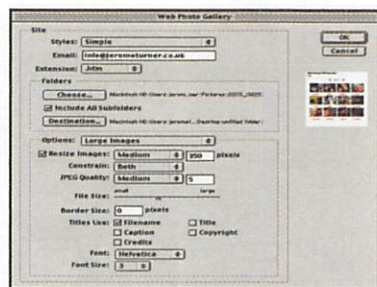 Web Photo Gallery
Site
Styles: Simple
OK
Email: info@jerometurner.co.uk
Cancel
Extension: .htm
Folders
Choose...
Include All Subfolders
Destination...
Options: Large Images
Resize Images: Medium 350 pixels
Constrain: Both
JPEG Quality: Medium 5
small large
File Size:
Border Size: 0 pixels
Titles Use: Filename Title
Caption Copyright
Credits
Font: Helvetica
Font Size: 3